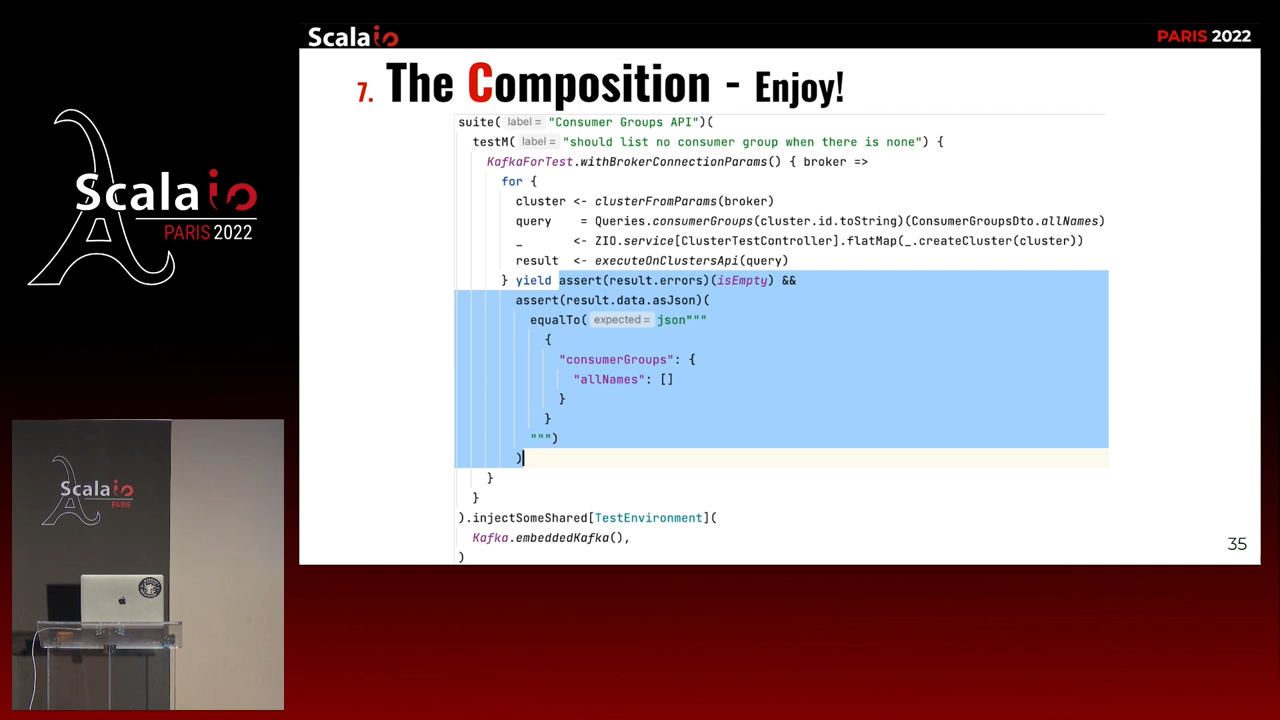 Scalaio
PARIS 2022
7. The Composition - Enjoy!
suite( label = "Consumer Groups API")(
testM( label = "should list no consumer group when there is none") {
KafkaForTest.withBrokerConnectionParams() { broker =>
for {
cluster <- clusterFromParams(broker)
query = Queries.consumerGroups(cluster.id.toString)(ConsumerGroupsDto.allNames)
_ <- ZIO.service[ClusterTestController].flatMap(_.createCluster(cluster))
result <- executeOnClustersApi(query)
} yield assert(result.errors)(isEmpty) &&
assert(result.data.asJson)(
equalTo( expected = json"""
{
"consumerGroups": {
"allNames": []
}
}
""")
)
}
}
).injectSomeShared[TestEnvironment](
Kafka.embeddedKafka(),
)
35
Scalaio
PARIS 2022
Scalaio
PARIS